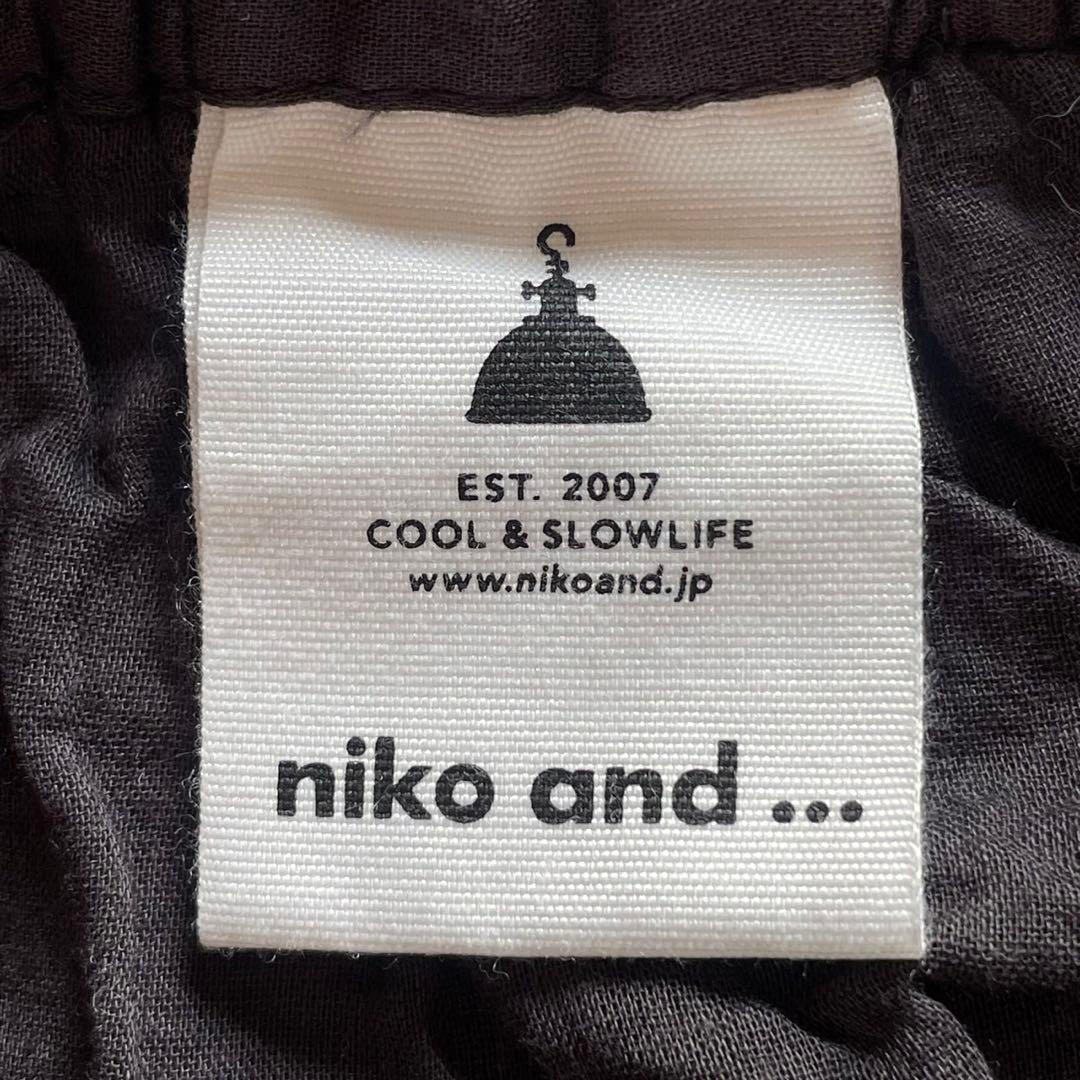 EST. 2007
COOL & SLOWLIFE
www.nikoand.jp
niko and ...